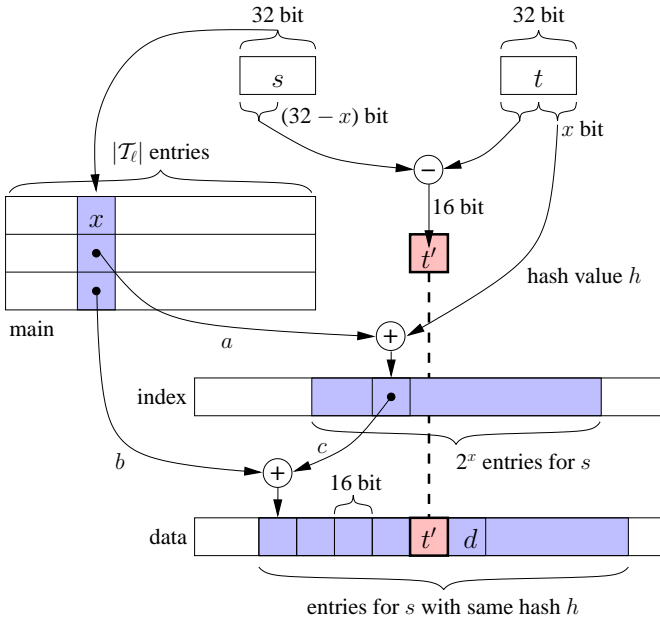 32 bit
32 bit
s
t
(32 − x) bit
x bit
|𝒯ℓ| entries
−
x
16 bit
t′
hash value h
main
a
+
index
b
c
2^x entries for s
+
16 bit
data
t′
d
entries for s with same hash h